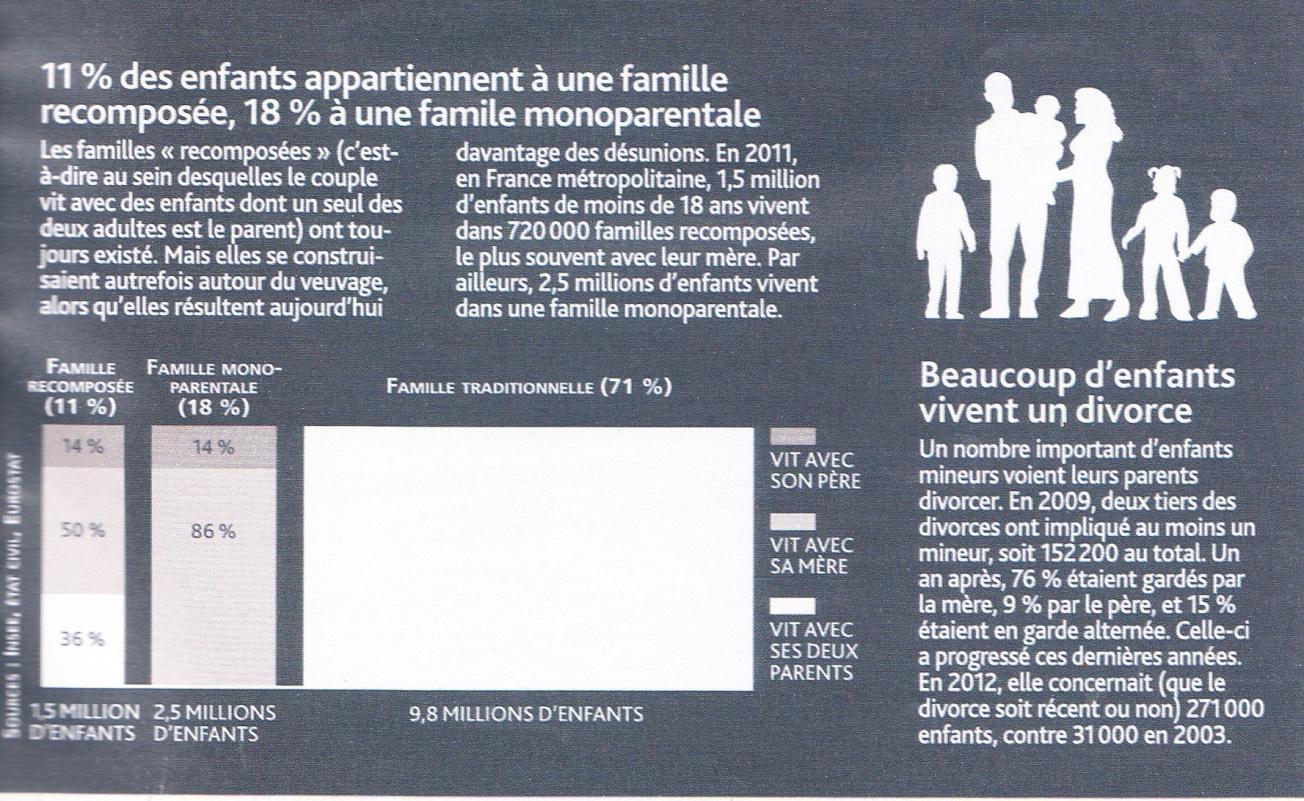 11 % des enfants appartiennent à une famille
recomposée, 18 % à une famile monoparentale
Les familles « recomposées » (c'est-
à-dire au sein desquelles le couple
vit avec des enfants dont un seul des
deux adultes est le parent) ont tou-
jours existé. Mais elles se construi-
saient autrefois autour du veuvage,
alors qu'elles résultent aujourd'hui
davantage des désunions. En 2011,
en France métropolitaine, 1,5 million
d'enfants de moins de 18 ans vivent
dans 720 000 familles recomposées,
le plus souvent avec leur mère. Par
ailleurs, 2,5 millions d'enfants vivent
dans une famille monoparentale.
FAMILLE
RECOMPOSÉE
(11 %)
FAMILLE MONO-
PARENTALE
(18 %)
FAMILLE TRADITIONNELLE (71 %)
14 %
50 %
36 %
14 %
86 %
VIT AVEC
SON PÈRE
VIT AVEC
SA MÈRE
VIT AVEC
SES DEUX
PARENTS
1,5 MILLION
D'ENFANTS
2,5 MILLIONS
D'ENFANTS
9,8 MILLIONS D'ENFANTS
SOURCES : INSEE, ÉTAT CIVIL, EUROSTAT
Beaucoup d'enfants
vivent un divorce
Un nombre important d'enfants
mineurs voient leurs parents
divorcer. En 2009, deux tiers des
divorces ont impliqué au moins un
mineur, soit 152 200 au total. Un
an après, 76 % étaient gardés par
la mère, 9 % par le père, et 15 %
étaient en garde alternée. Celle-ci
a progressé ces dernières années.
En 2012, elle concernait (que le
divorce soit récent ou non) 271 000
enfants, contre 31 000 en 2003.